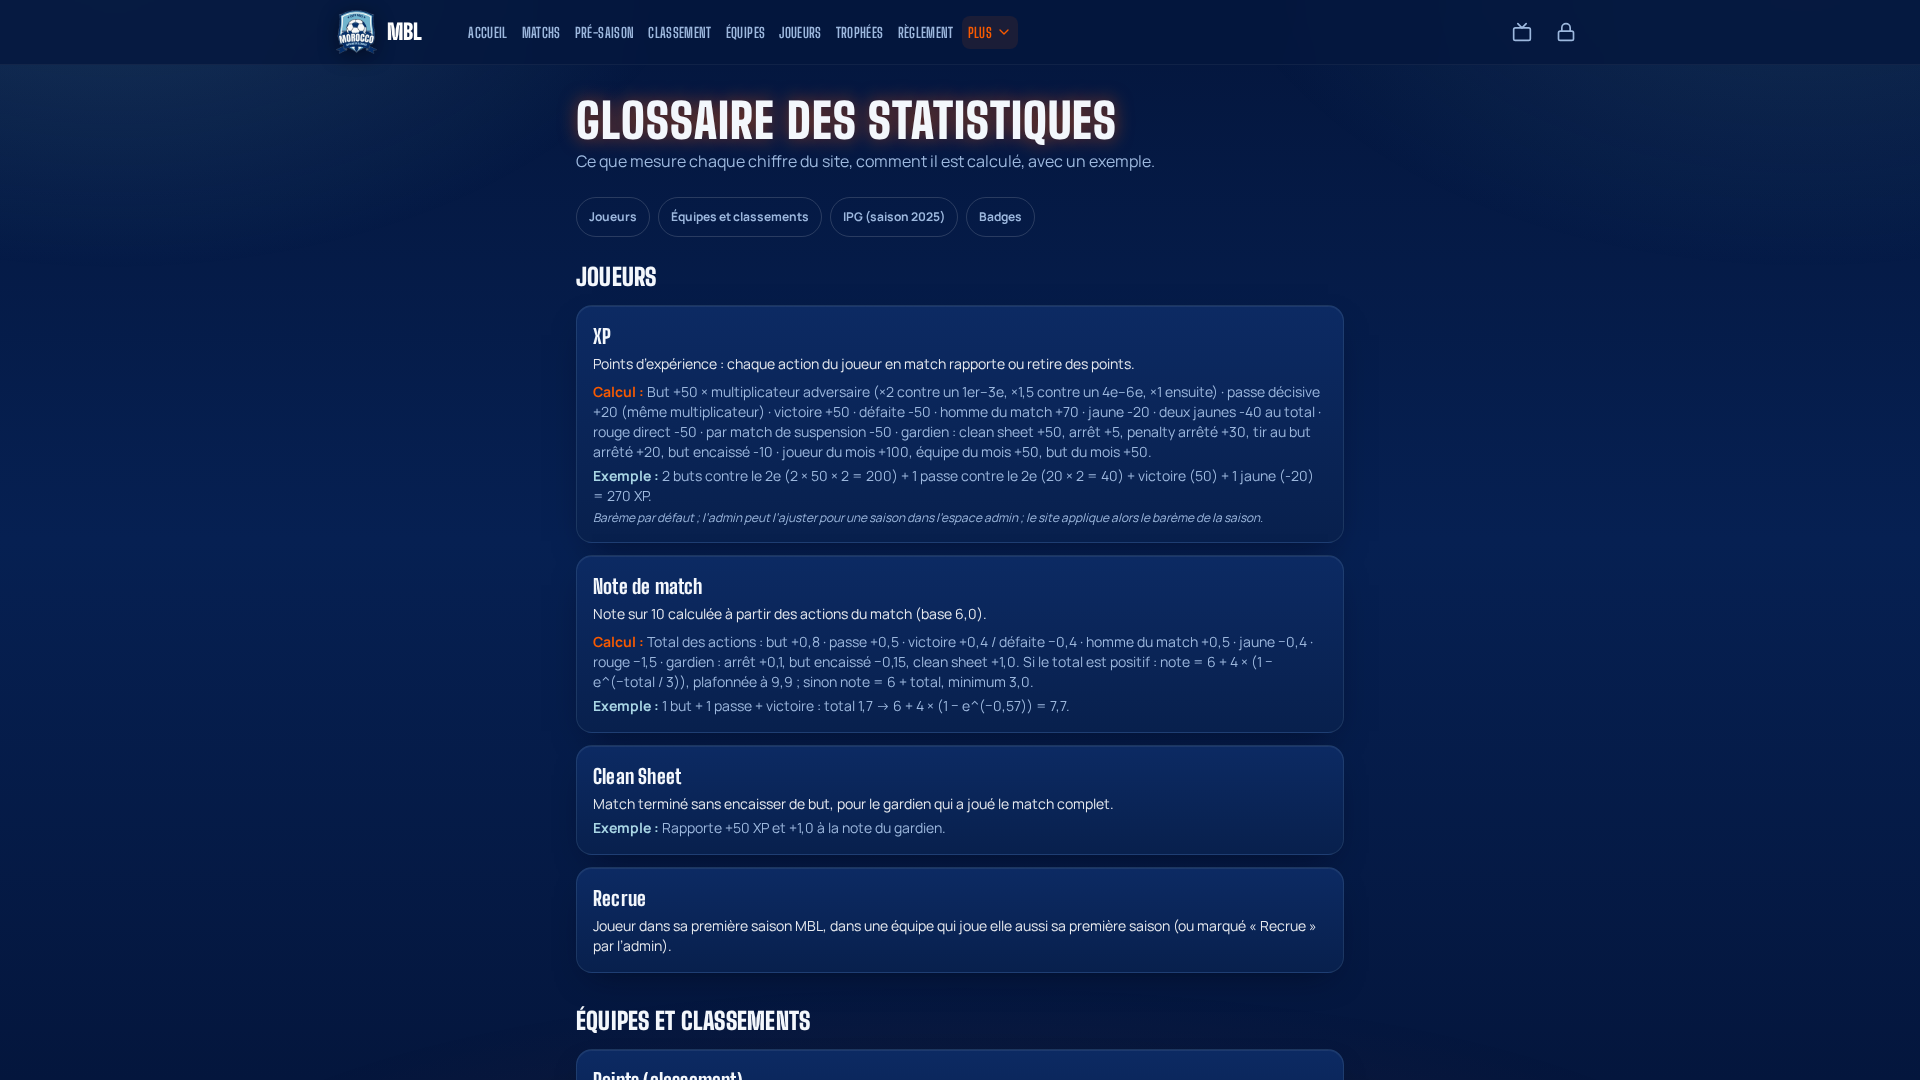 MOROCCO
MBL
ACCUEIL
MATCHS
PRÉ-SAISON
CLASSEMENT
ÉQUIPES
JOUEURS
TROPHÉES
RÈGLEMENT
PLUS
GLOSSAIRE DES STATISTIQUES
Ce que mesure chaque chiffre du site, comment il est calculé, avec un exemple.
Joueurs
Équipes et classements
IPG (saison 2025)
Badges
JOUEURS
XP
Points d'expérience : chaque action du joueur en match rapporte ou retire des points.
Calcul : But +50 × multiplicateur adversaire (×2 contre un 1er–3e, ×1,5 contre un 4e–6e, ×1 ensuite) · passe décisive
+20 (même multiplicateur) · victoire +50 · défaite -50 · homme du match +70 · jaune -20 · deux jaunes -40 au total ·
rouge direct -50 · par match de suspension -50 · gardien : clean sheet +50, arrêt +5, penalty arrêté +30, tir au but
arrêté +20, but encaissé -10 · joueur du mois +100, équipe du mois +50, but du mois +50.
Exemple : 2 buts contre le 2e (2 × 50 × 2 = 200) + 1 passe contre le 2e (20 × 2 = 40) + victoire (50) + 1 jaune (-20)
= 270 XP.
Barème par défaut ; l'admin peut l'ajuster pour une saison dans l'espace admin ; le site applique alors le barème de la saison.
Note de match
Note sur 10 calculée à partir des actions du match (base 6,0).
Calcul : Total des actions : but +0,8 · passe +0,5 · victoire +0,4 / défaite −0,4 · homme du match +0,5 · jaune −0,4 ·
rouge −1,5 · gardien : arrêt +0,1, but encaissé −0,15, clean sheet +1,0. Si le total est positif : note = 6 + 4 × (1 −
e^(−total / 3)), plafonnée à 9,9 ; sinon note = 6 + total, minimum 3,0.
Exemple : 1 but + 1 passe + victoire : total 1,7 → 6 + 4 × (1 − e^(−0,57)) = 7,7.
Clean Sheet
Match terminé sans encaisser de but, pour le gardien qui a joué le match complet.
Exemple : Rapporte +50 XP et +1,0 à la note du gardien.
Recrue
Joueur dans sa première saison MBL, dans une équipe qui joue elle aussi sa première saison (ou marqué « Recrue »
par l'admin).
ÉQUIPES ET CLASSEMENTS
Points (classement)